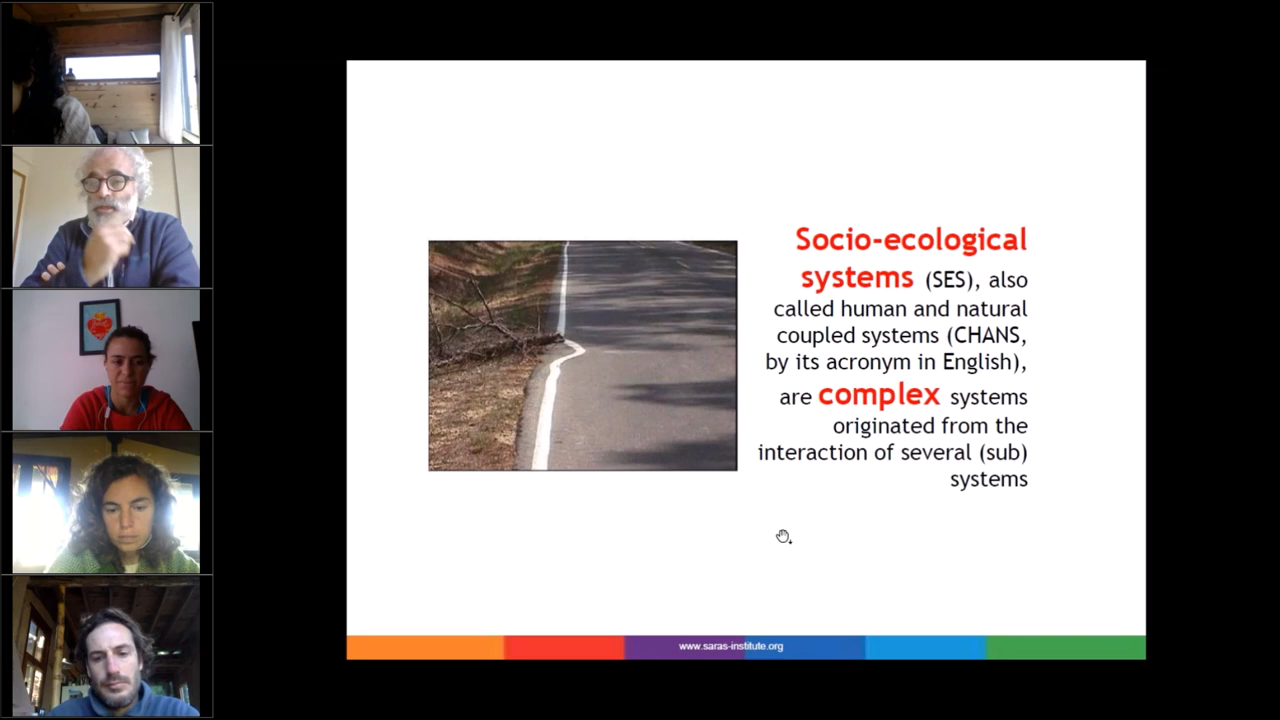 Socio-ecological
systems (SES), also
called human and natural
coupled systems (CHANS,
by its acronym in English),
are complex systems
originated from the
interaction of several (sub)
systems
www.saras-institute.org